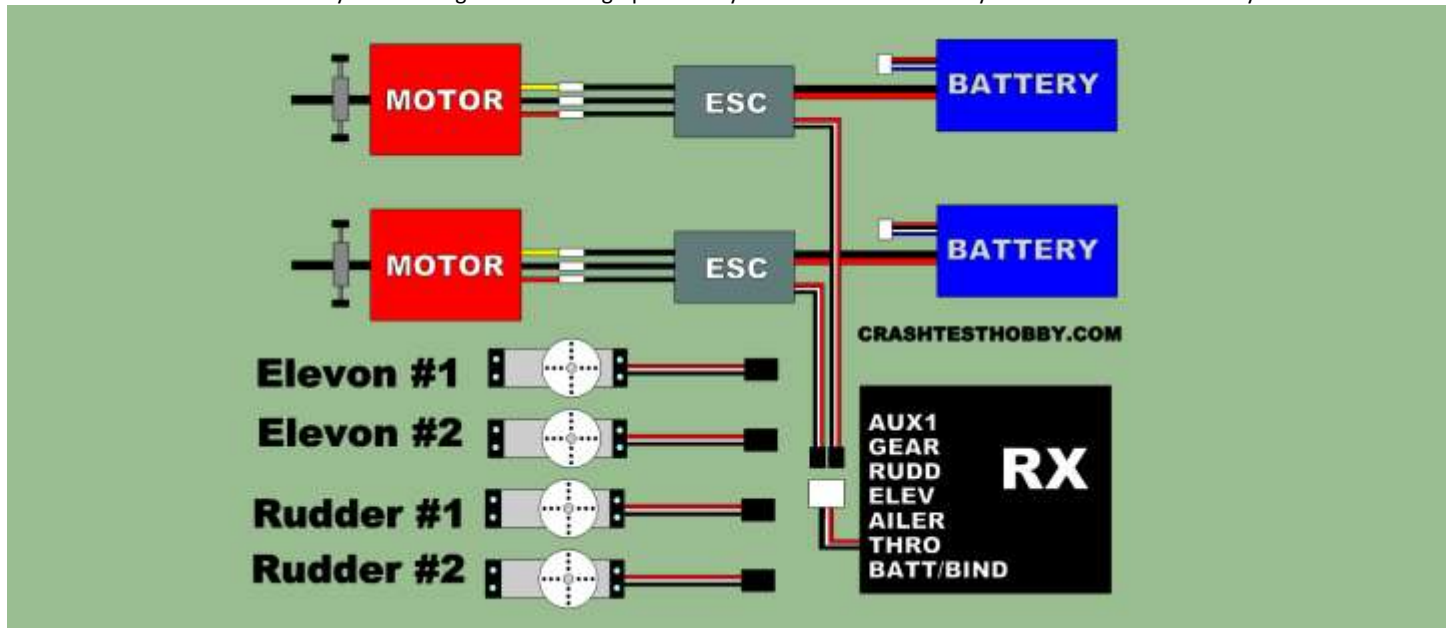 MOTOR
ESC
BATTERY
MOTOR
ESC
BATTERY
CRASHTESTHOBBY.COM
Elevon #1
Elevon #2
Rudder #1
Rudder #2
AUX1
GEAR
RUDD
ELEV
AILER
THRO
BATT/BIND
RX